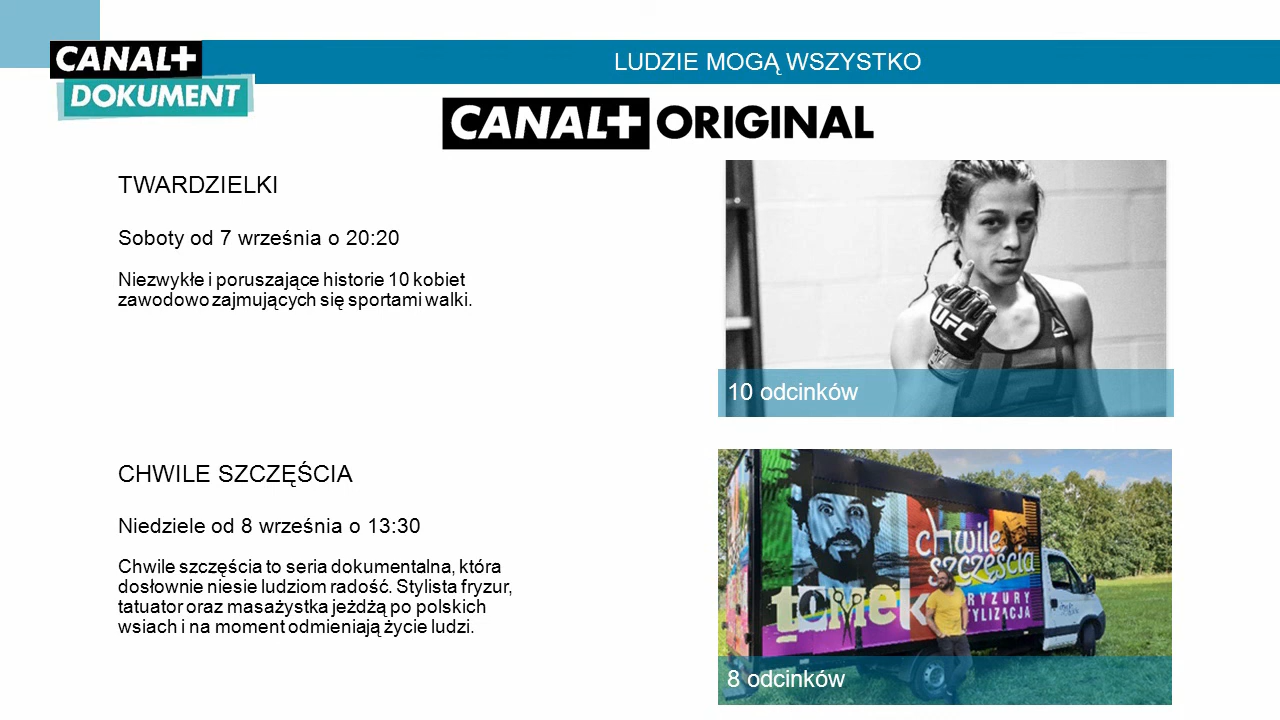 CANAL+
DOKUMENT
LUDZIE MOGĄ WSZYSTKO
CANAL+ ORIGINAL
TWARDZIELKI
Soboty od 7 września o 20:20
Niezwykłe i poruszające historie 10 kobiet
zawodowo zajmujących się sportami walki.
UFC
10 odcinków
CHWILE SZCZĘŚCIA
Niedziele od 8 września o 13:30
Chwile szczęścia to seria dokumentalna, która
dosłownie niesie ludziom radość. Stylista fryzur,
tatuator oraz masażystka jeżdżą po polskich
wsiach i na moment odmieniają życie ludzi.
chwile
szczęścia
tomek
FRYZURY
8 odcinków